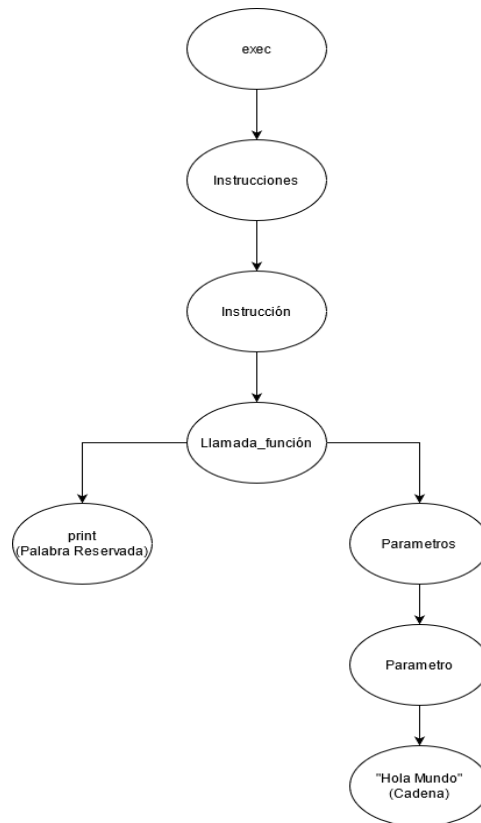 exec
Instrucciones
Instrucción
Llamada_función
print
(Palabra Reservada)
Parametros
Parametro
"Hola Mundo"
(Cadena)